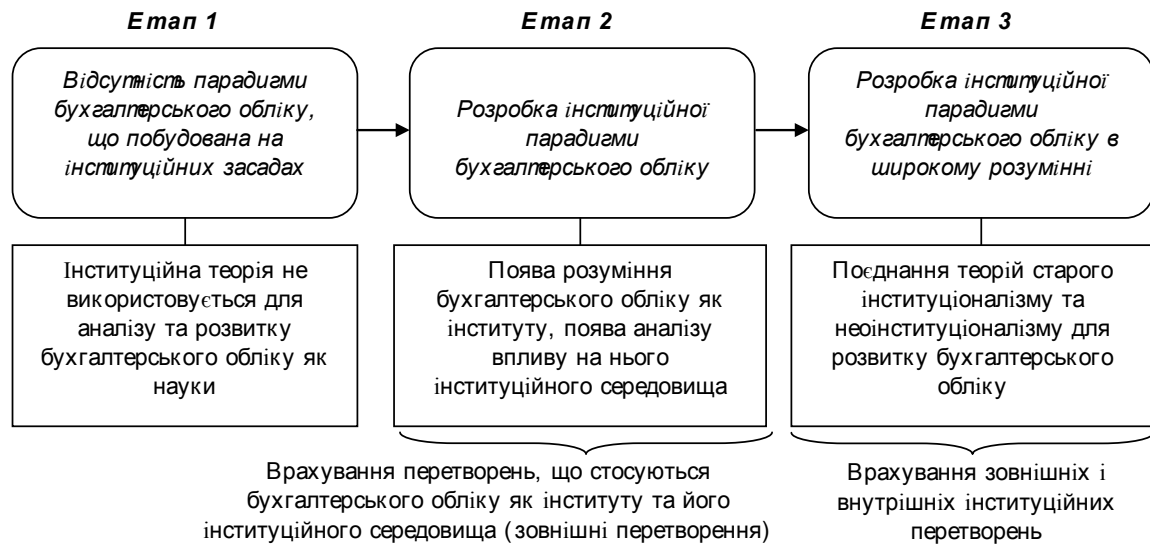 Етап 1
Етап 2
Етап 3
Відсутність парадигми
бухгалтерського обліку,
що побудована на
інституційних засадах
Розробка інституційної
парадигми
бухгалтерського обліку
Розробка інституційної
парадигми
бухгалтерського обліку в
широкому розумінні
Інституційна теорія не
використовується для
аналізу та розвитку
бухгалтерського обліку як
науки
Поява розуміння
бухгалтерського обліку як
інституту, поява аналізу
впливу на нього
інституційного середовища
Поєднання теорій старого
інституціоналізму та
неоінституціоналізму для
розвитку бухгалтерського
обліку
Врахування перетворень, що стосуються
бухгалтерського обліку як інституту та його
інституційного середовища (зовнішні перетворення)
Врахування зовнішніх і
внутрішніх інституційних
перетворень